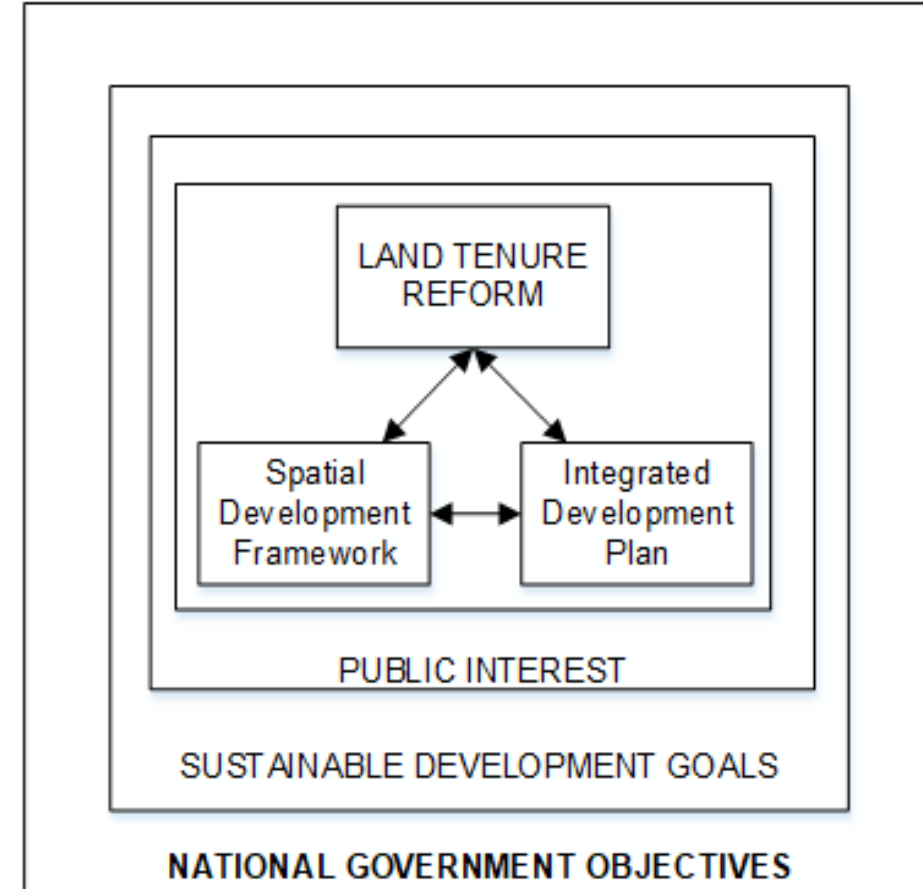 LAND TENURE
REFORM
Spatial
Development
Framework
Integrated
Development
Plan
PUBLIC INTEREST
SUSTAINABLE DEVELOPMENT GOALS
NATIONAL GOVERNMENT OBJECTIVES